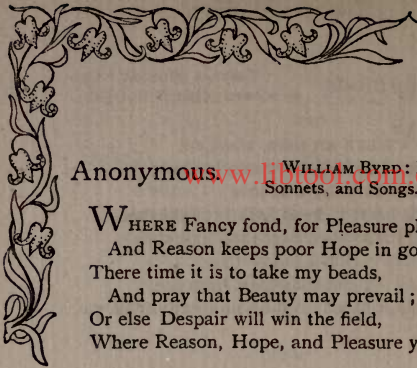 Anonymous. WILLIAM BYRD:
www.libtool.com.
Sonnets, and Songs.
WHERE Fancy fond, for Pleasure
And Reason keeps poor Hope in
There time it is to take my beads,
And pray that Beauty may prevail;
Or else Despair will win the field,
Where Reason, Hope, and Pleasure